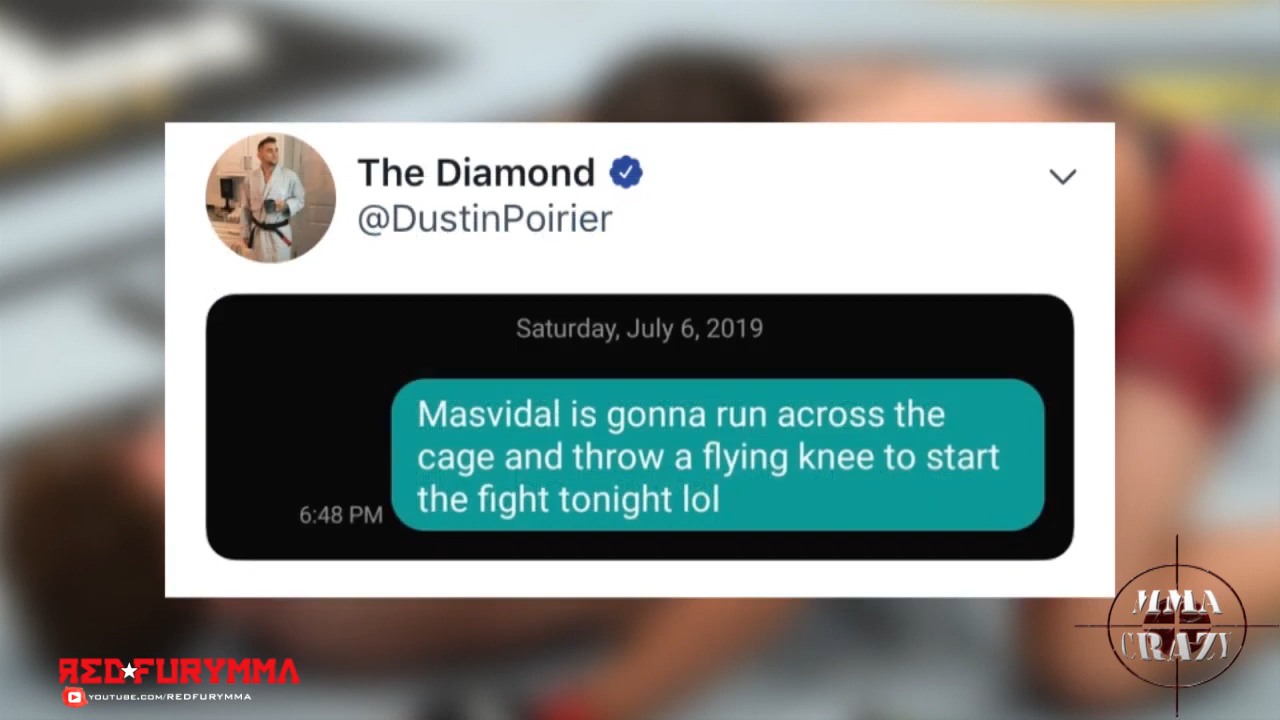 The Diamond
@DustinPoirier
Saturday, July 6, 2019
Masvidal is gonna run across the
cage and throw a flying knee to start
the fight tonight lol
6:48 PM
REDFURYMMA
YOUTUBE.COM/REDFURYMMA
MMA
CRAZY